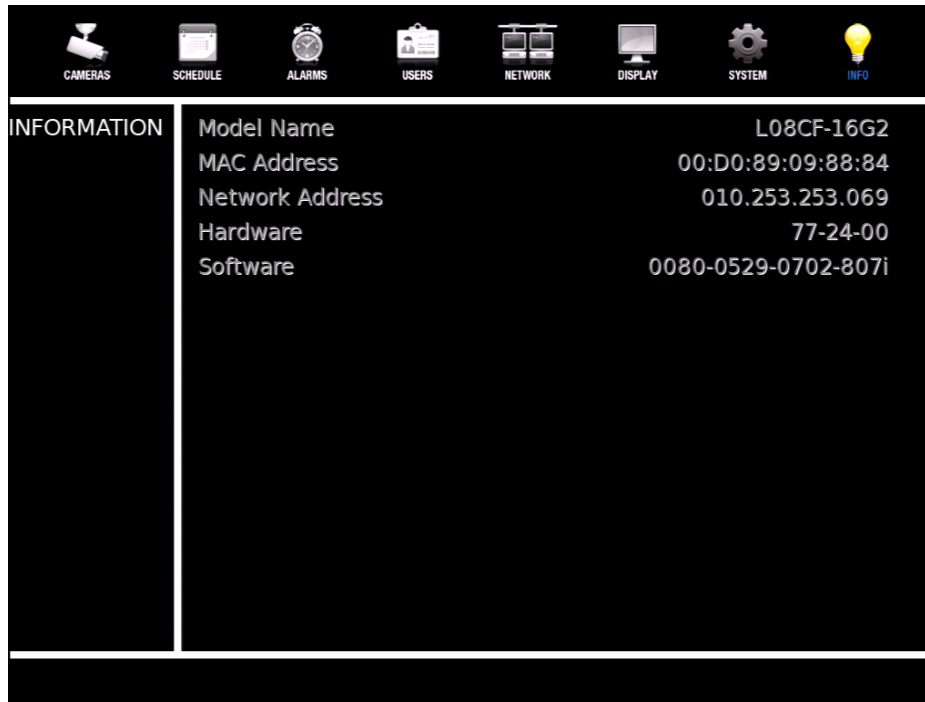 CAMERAS SCHEDULE ALARMS USERS NETWORK DISPLAY SYSTEM INFO
INFORMATION
Model Name L08CF-16G2
MAC Address 00:D0:89:09:88:84
Network Address 010.253.253.069
Hardware 77-24-00
Software 0080-0529-0702-807i